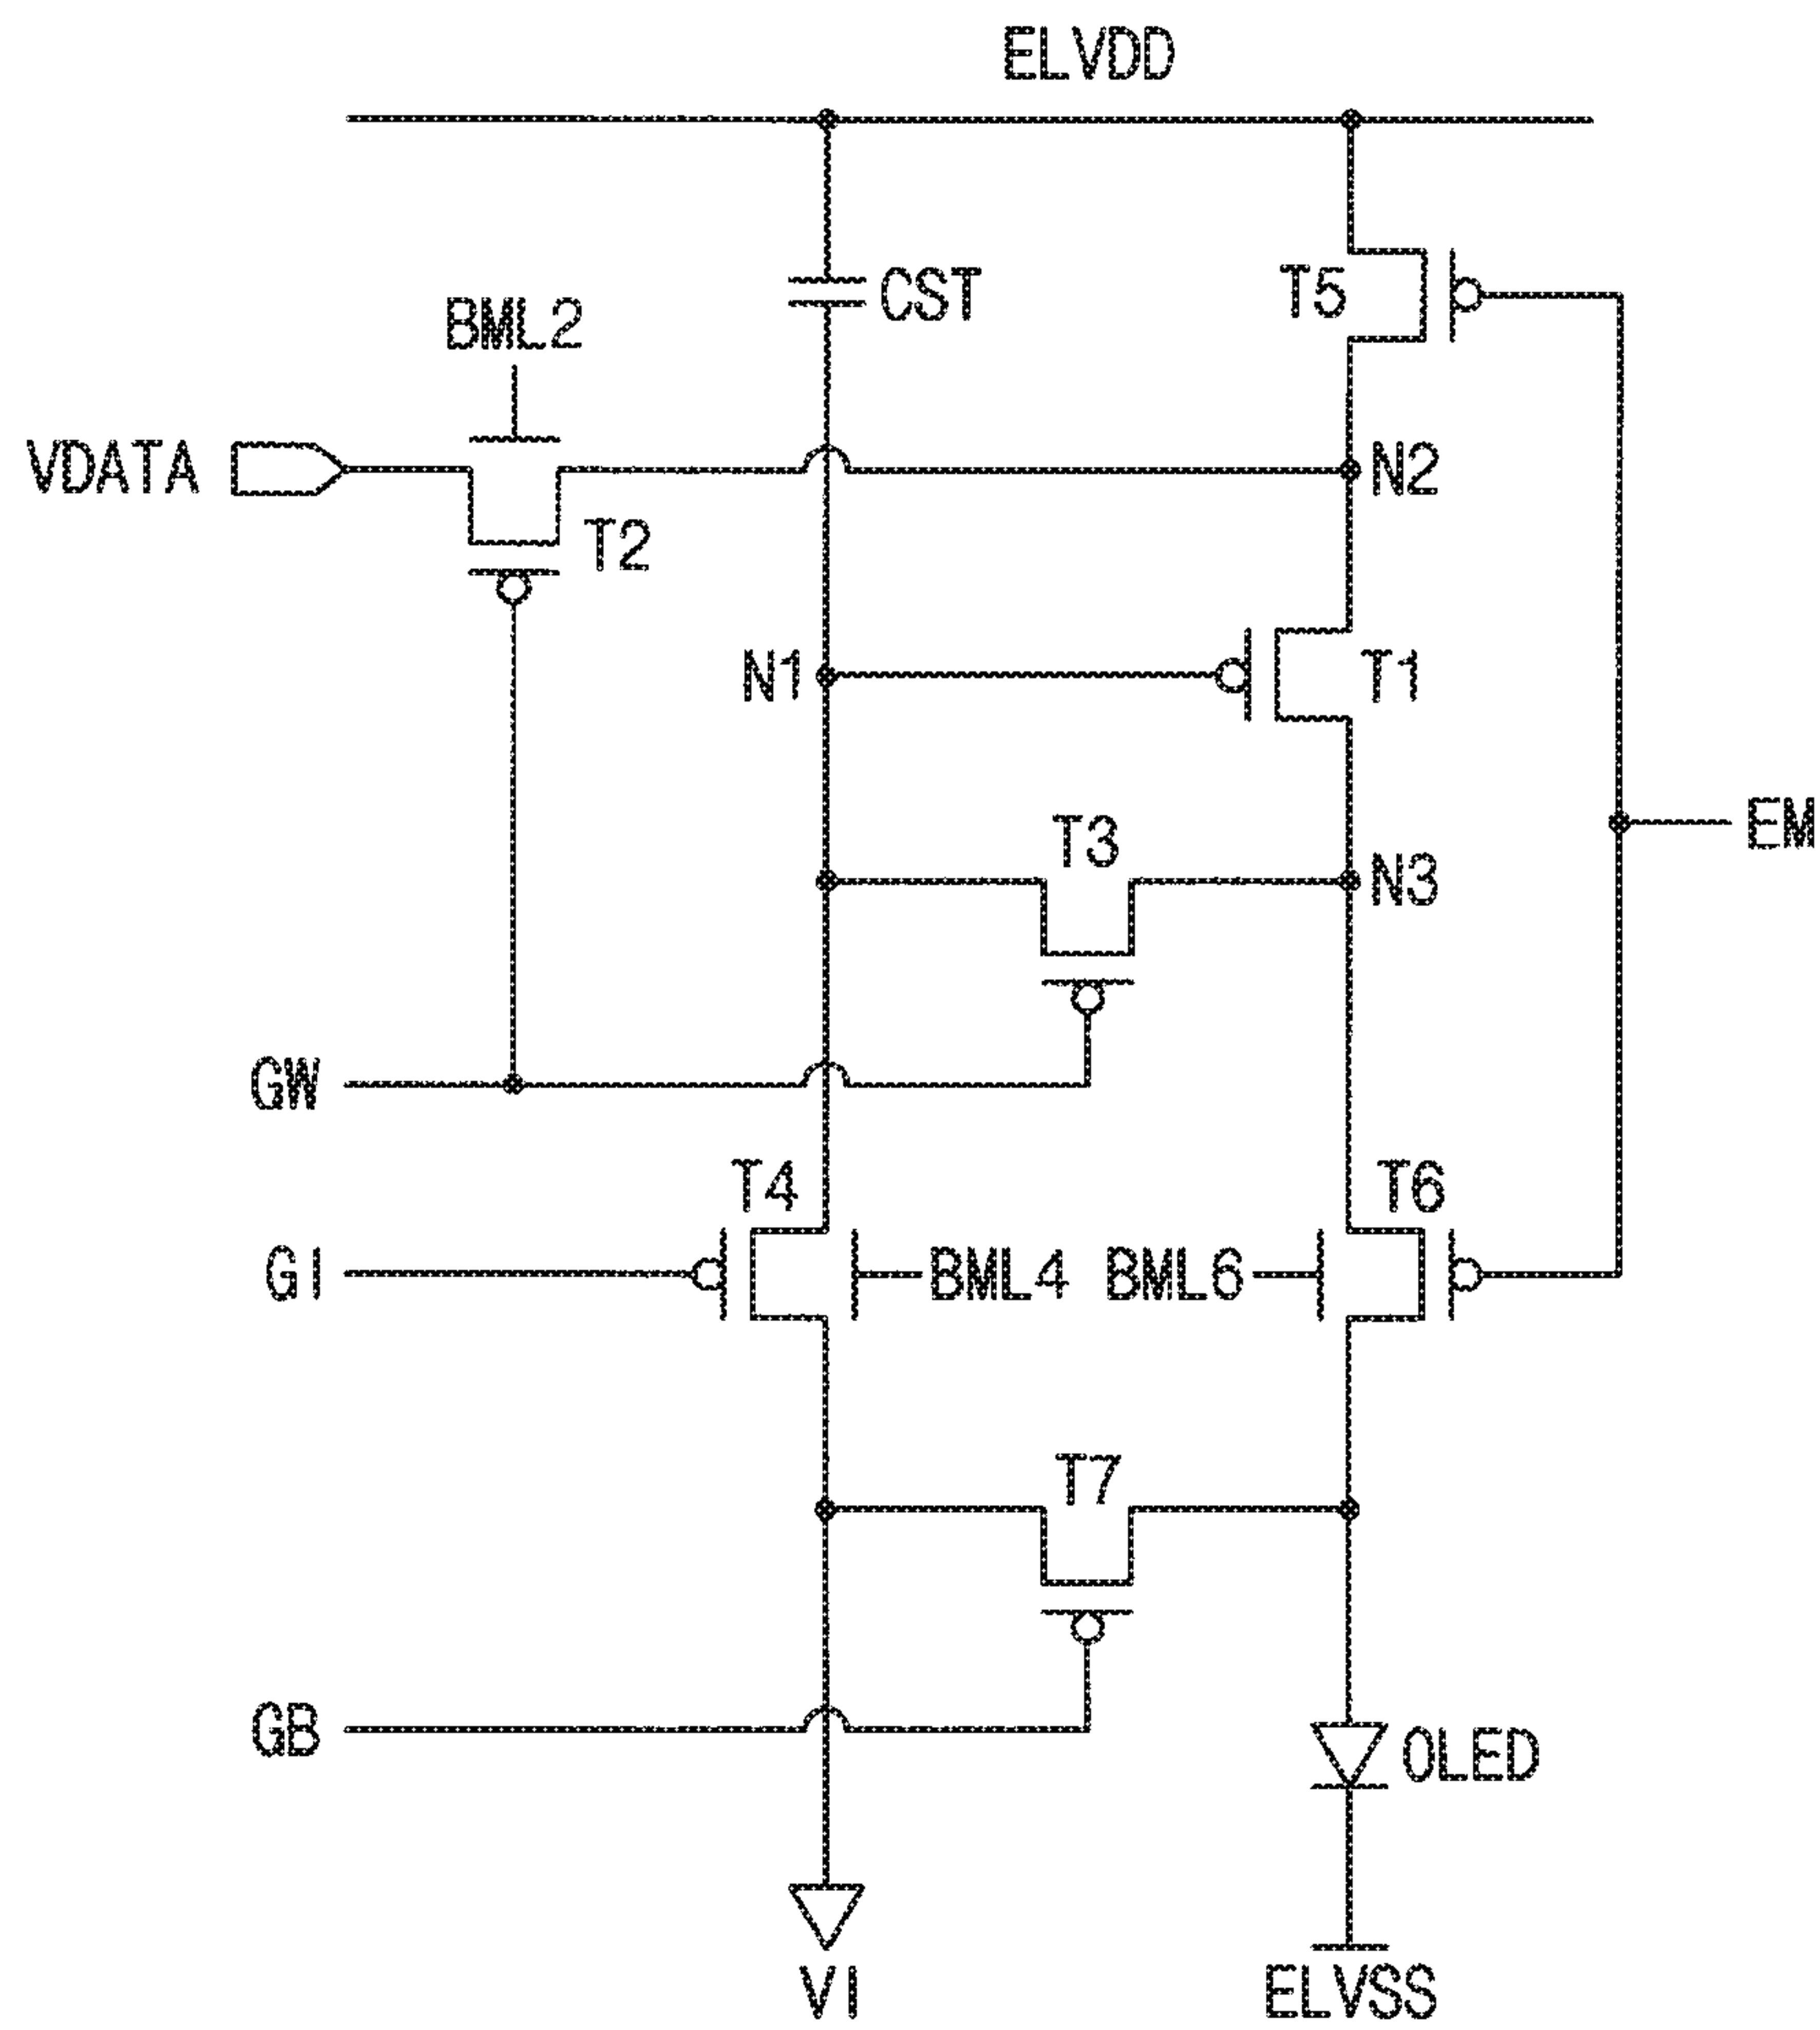 ELVDD
CST
T5
BML2
VDATA
N2
T2
N1
T1
T3
EM
N3
GW
T4
T6
GI
BML4
BML6
T7
GB
OLED
VI
ELVSS